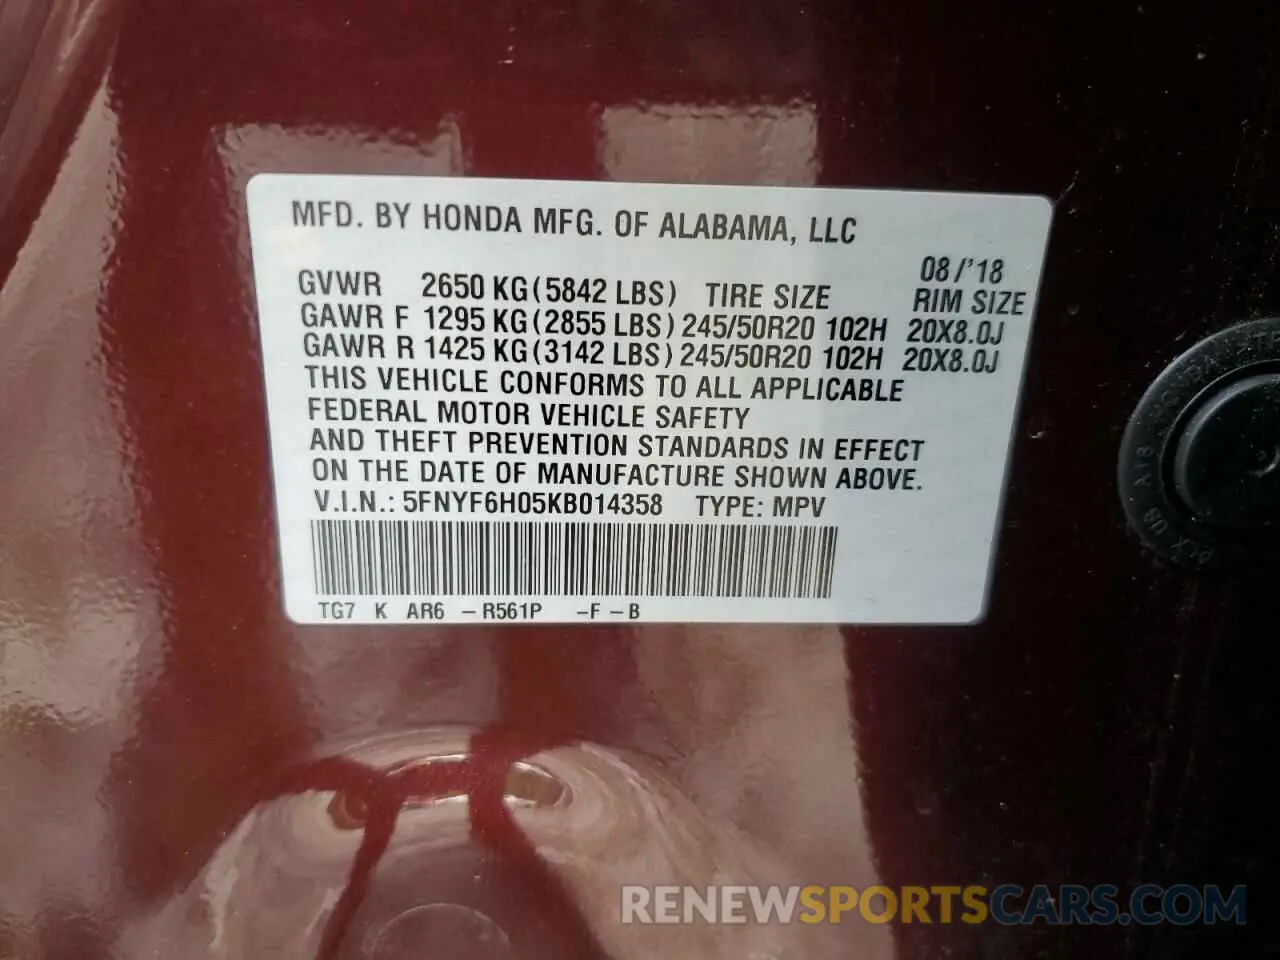 MFD. BY HONDA MFG. OF ALABAMA, LLC
08/'18
GVWR 2650 KG(5842 LBS) TIRE SIZE RIM SIZE
GAWR F 1295 KG(2855 LBS) 245/50R20 102H 20X8.0J
GAWR R 1425 KG(3142 LBS) 245/50R20 102H 20X8.0J
THIS VEHICLE CONFORMS TO ALL APPLICABLE
FEDERAL MOTOR VEHICLE SAFETY
AND THEFT PREVENTION STANDARDS IN EFFECT
ON THE DATE OF MANUFACTURE SHOWN ABOVE.
V.I.N.: 5FNYF6H05KB014358 TYPE: MPV
TG7 K AR6 –R561P –F–B
RENEWSPORTSCARS.COM